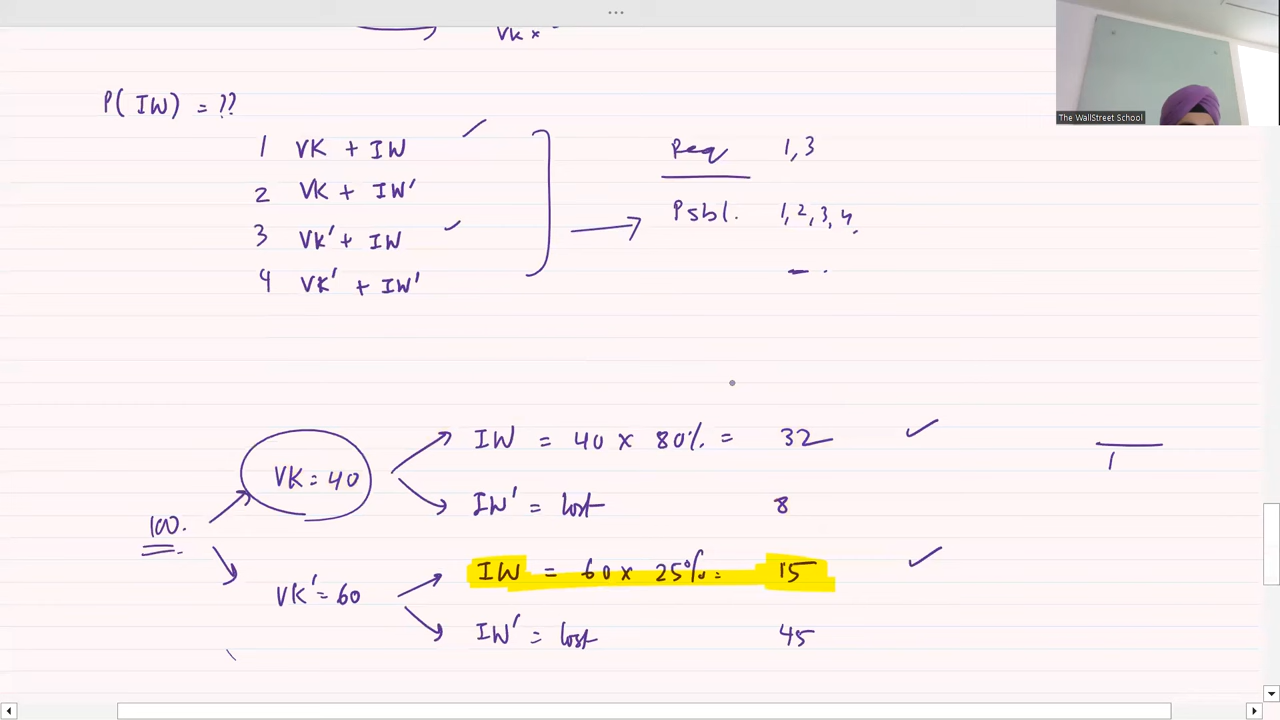 VK ×
The WallStreet School
P( IW) = ??
1 VK + IW ✓
2 VK + IW'
3 VK' + IW ✓
4 VK' + IW'
Req 1, 3
Psbl. 1, 2, 3, 4.
100.
VK = 40
IW = 40 × 80% = 32 ✓
IW' = lost 8
VK' = 60
IW = 60 × 25% = 15 ✓
IW' = lost 45